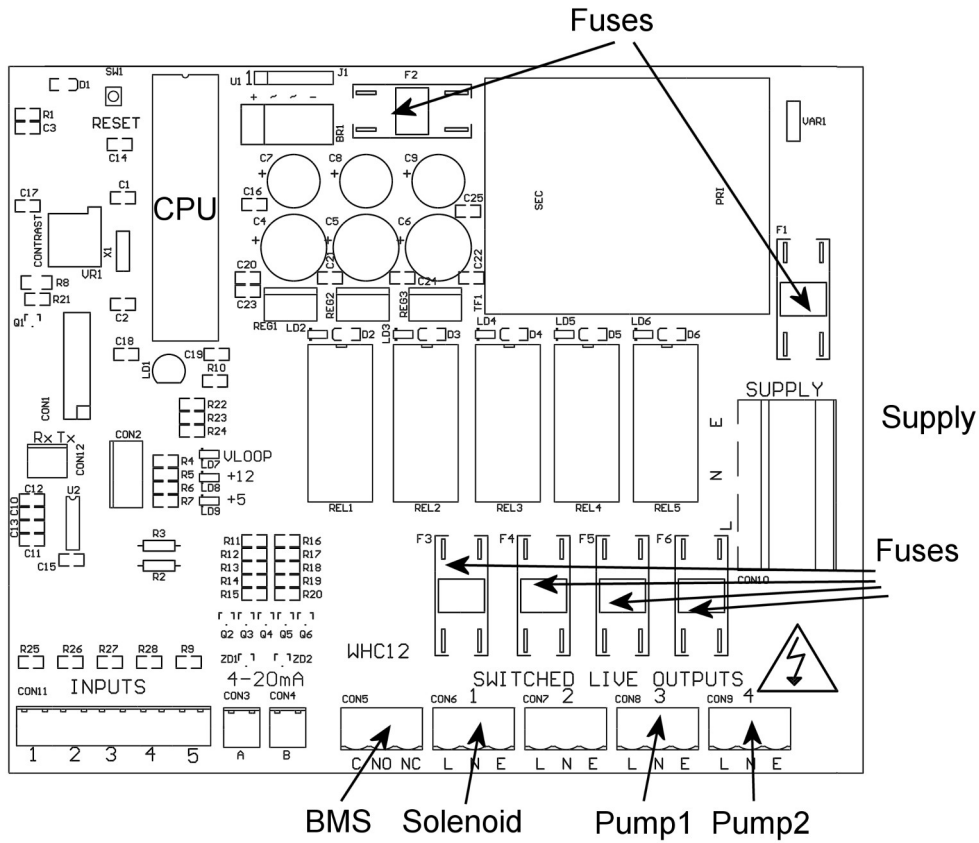 Fuses
SW1
D1
U1 1
J1
F2
+ ~ ~ -
BR1
R1
C3
RESET
C14
VAR1
C7
C8
C9
+
+
+
C17
C1
CPU
C16
C25
SEC
PRI
CONTRAST
VR1
X1
C4
C5
C6
+
+
+
F1
R8
R21
C20
C21
C22
C23
C24
Q1
C2
REG1
REG2
REG3
TF1
LD2
D2
LD3
D3
LD4
D4
LD5
D5
LD6
D6
C18
C19
LD1
R10
SUPPLY
CON1
R22
R23
R24
E
N
L
Supply
Rx Tx
CON12
CON2
VLOOP
LD7
+12
LD8
+5
LD9
R4
R5
R6
R7
C12
C10
C13
C11
U2
C15
REL1
REL2
REL3
REL4
REL5
R3
R2
R11
R12
R13
R14
R15
R16
R17
R18
R19
R20
F3
F4
F5
F6
Fuses
CON10
Q2 Q3 Q4 Q5 Q6
R25
R26
R27
R28
R9
ZD1
ZD2
WHC12
CON11
INPUTS
4-20mA
SWITCHED LIVE OUTPUTS
CON3
CON4
CON5
CON6 1
CON7 2
CON8 3
CON9 4
1 2 3 4 5
A
B
C NO NC
L N E
L N E
L N E
L N E
BMS
Solenoid
Pump1
Pump2